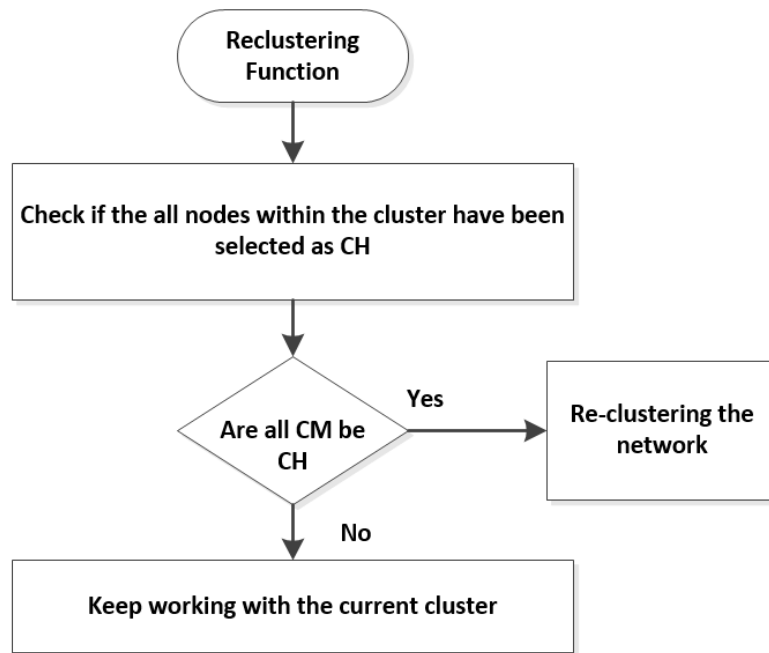 Reclustering
Function
Check if the all nodes within the cluster have been
selected as CH
Are all CM be
CH
Yes
Re-clustering the
network
No
Keep working with the current cluster